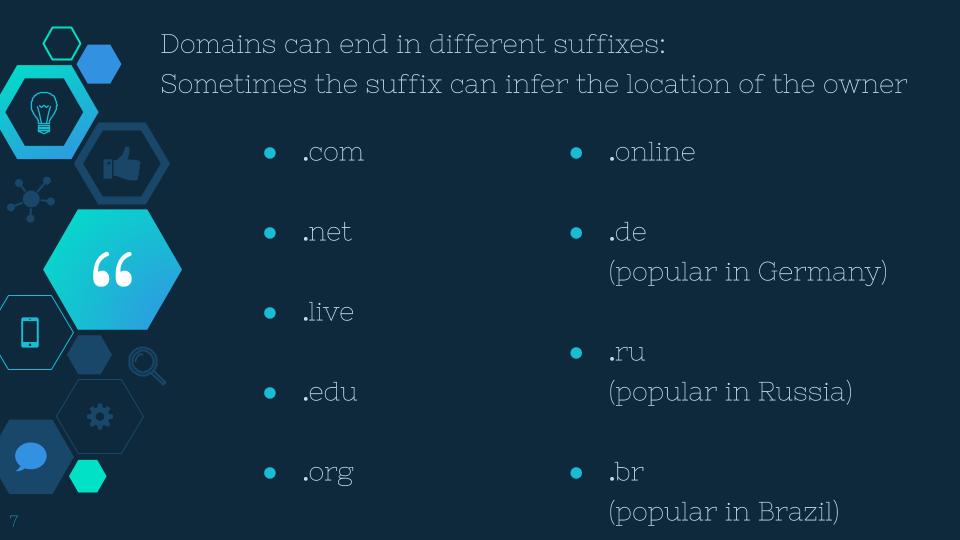 Domains can end in different suffixes:
Sometimes the suffix can infer the location of the owner
● .com
● .net
● .live
● .edu
● .org
● .online
● .de
(popular in Germany)
● .ru
(popular in Russia)
● .br
(popular in Brazil)
“
7